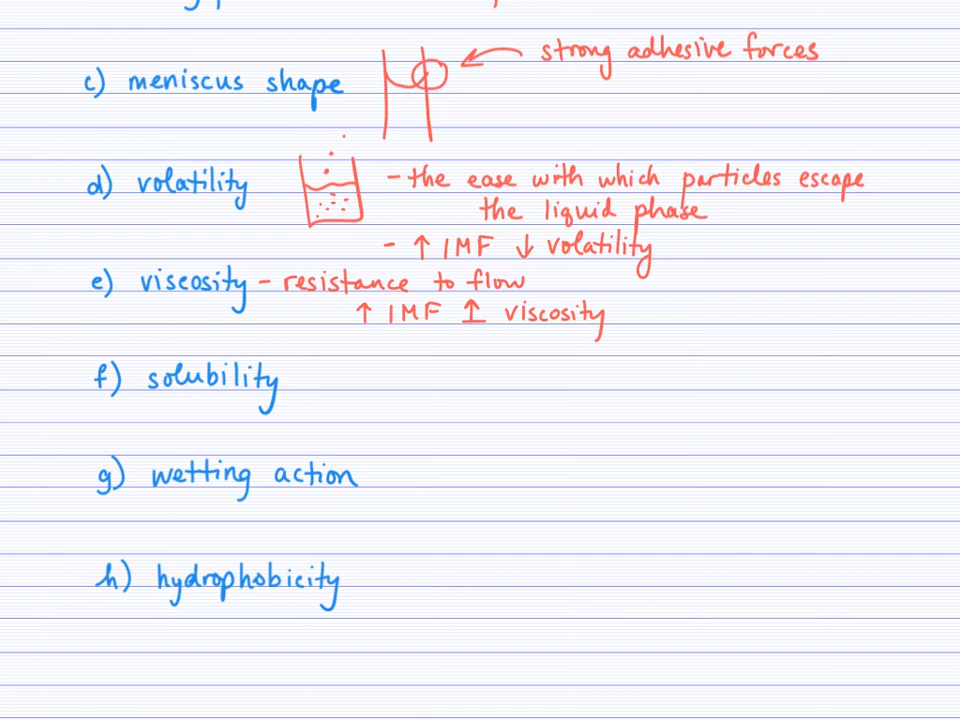 c) meniscus shape
strong adhesive forces
d) volatility
- the ease with which particles escape
the liquid phase
- ↑ IMF ↓ volatility
e) viscosity - resistance to flow
↑ IMF ↑ viscosity
f) solubility
g) wetting action
h) hydrophobicity